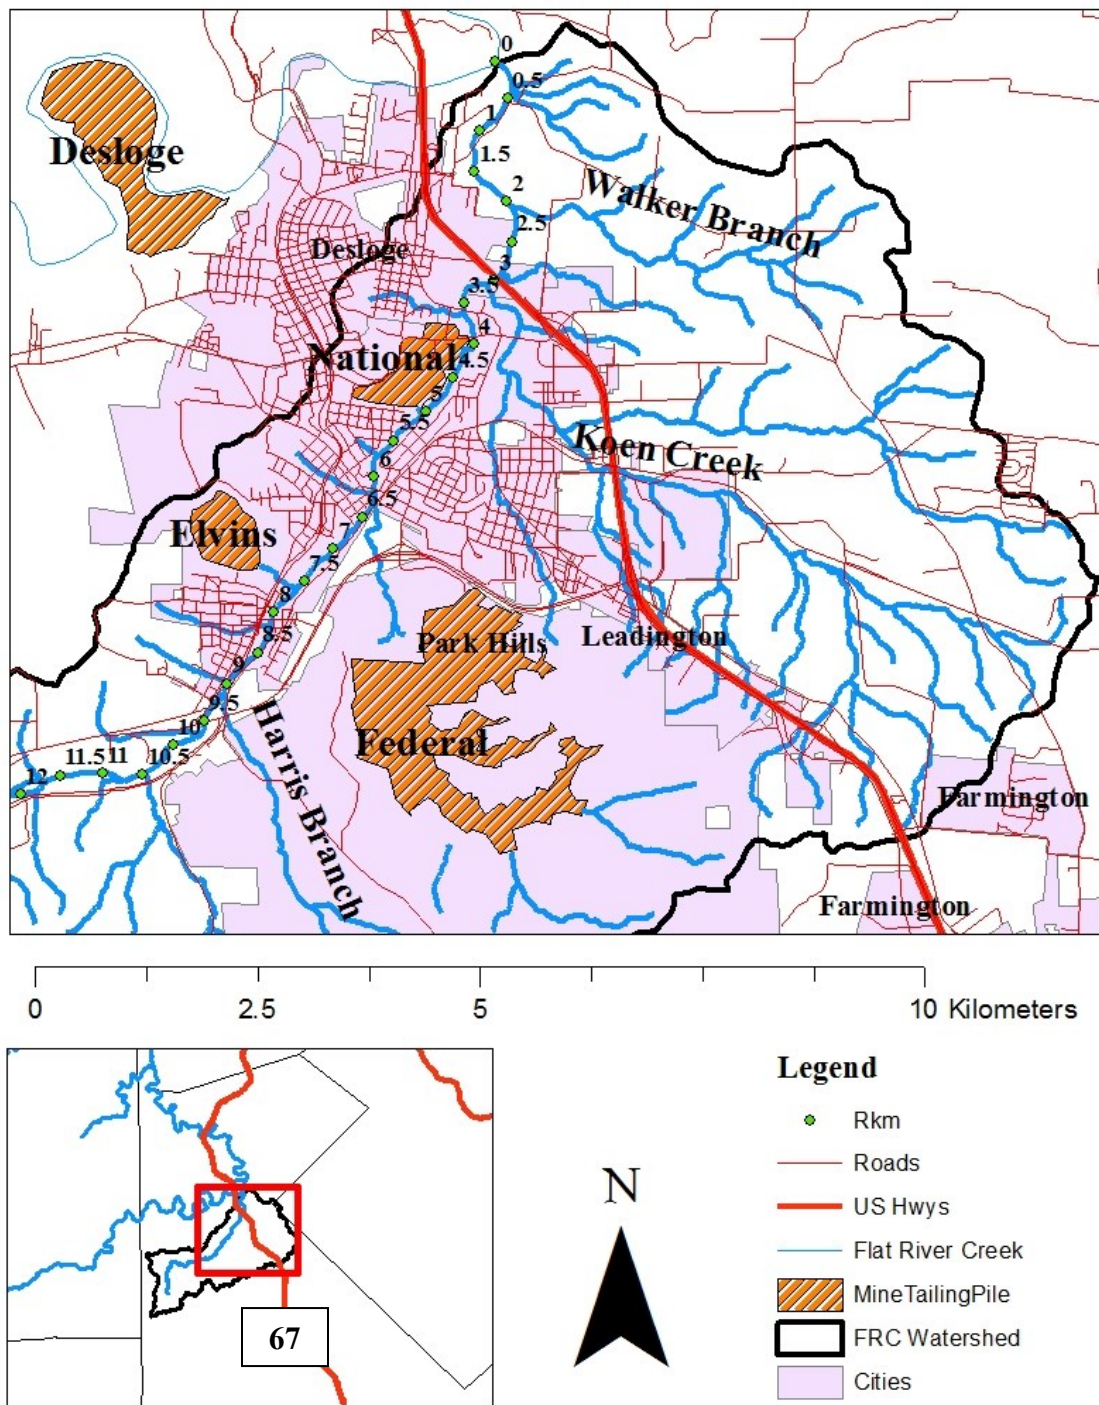 0
0.5
1
Desloge
1.5
2
Walker Branch
2.5
Desloge
3
3.5
4
National
4.5
5
5.5
Koen Creek
6
6.5
Elvins
7
7.5
8
Park Hills
Leadington
8.5
9
9.5
Harris Branch
10
Federal
10.5
11
11.5
12
Farmington
Farmington
0 2.5 5 10 Kilometers
67
N
Legend
Rkm
Roads
US Hwys
Flat River Creek
MineTailingPile
FRC Watershed
Cities